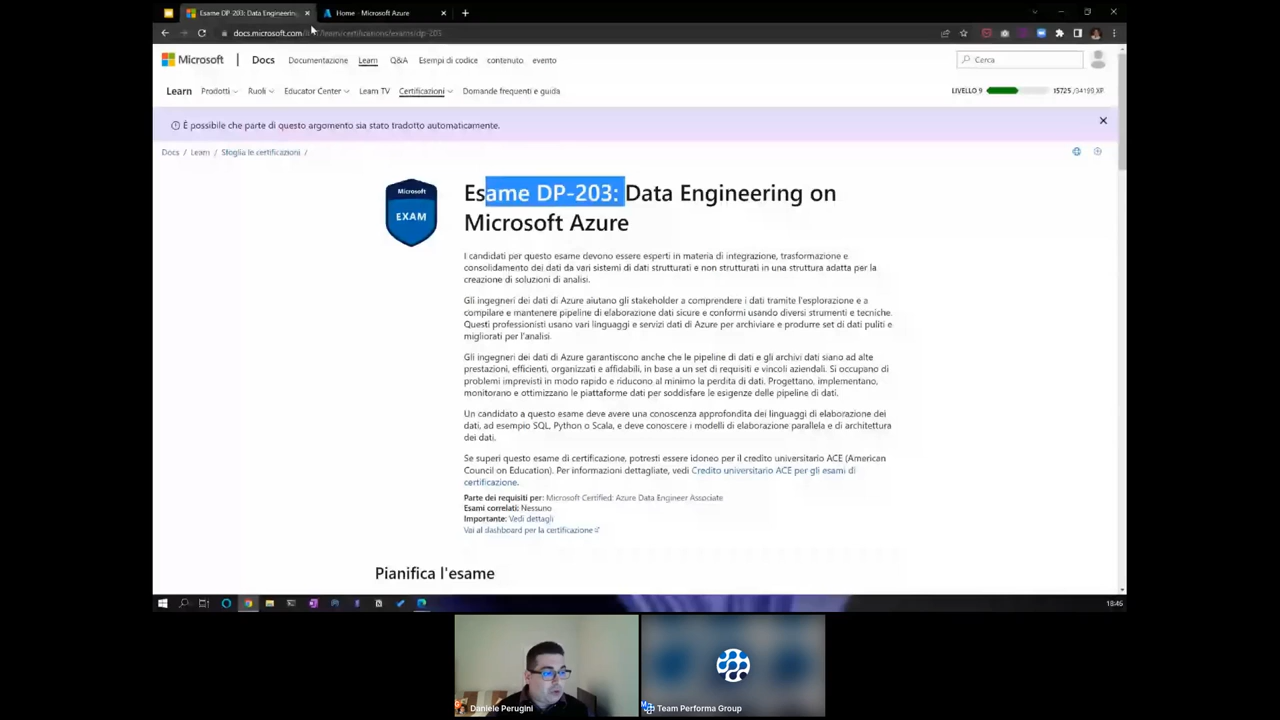 Esame DP-203: Data Engineering
Home - Microsoft Azure
docs.microsoft.com/it-it/learn/certifications/exams/dp-203
Microsoft
Docs
Documentazione
Learn
Q&A
Esempi di codice
contenuto
evento
Cerca
Learn
Prodotti
Ruoli
Educator Center
Learn TV
Certificazioni
Domande frequenti e guida
LIVELLO 9
15725 /34199 XP
È possibile che parte di questo argomento sia stato tradotto automaticamente.
Docs / Learn / Sfoglia le certificazioni /
Microsoft
EXAM
Esame DP-203: Data Engineering on
Microsoft Azure
I candidati per questo esame devono essere esperti in materia di integrazione, trasformazione e
consolidamento dei dati da vari sistemi di dati strutturati e non strutturati in una struttura adatta per la
creazione di soluzioni di analisi.
Gli ingegneri dei dati di Azure aiutano gli stakeholder a comprendere i dati tramite l'esplorazione e a
compilare e mantenere pipeline di elaborazione dati sicure e conformi usando diversi strumenti e tecniche.
Questi professionisti usano vari linguaggi e servizi dati di Azure per archiviare e produrre set di dati puliti e
migliorati per l'analisi.
Gli ingegneri dei dati di Azure garantiscono anche che le pipeline di dati e gli archivi dati siano ad alte
prestazioni, efficienti, organizzati e affidabili, in base a un set di requisiti e vincoli aziendali. Si occupano di
problemi imprevisti in modo rapido e riducono al minimo la perdita di dati. Progettano, implementano,
monitorano e ottimizzano le piattaforme dati per soddisfare le esigenze delle pipeline di dati.
Un candidato a questo esame deve avere una conoscenza approfondita dei linguaggi di elaborazione dei
dati, ad esempio SQL, Python o Scala, e deve conoscere i modelli di elaborazione parallela e di architettura
dei dati.
Se superi questo esame di certificazione, potresti essere idoneo per il credito universitario ACE (American
Council on Education). Per informazioni dettagliate, vedi Credito universitario ACE per gli esami di
certificazione.
Parte dei requisiti per: Microsoft Certified: Azure Data Engineer Associate
Esami correlati: Nessuno
Importante: Vedi dettagli
Vai al dashboard per la certificazione
Pianifica l'esame
18:46
Daniele Perugini
Team Performa Group